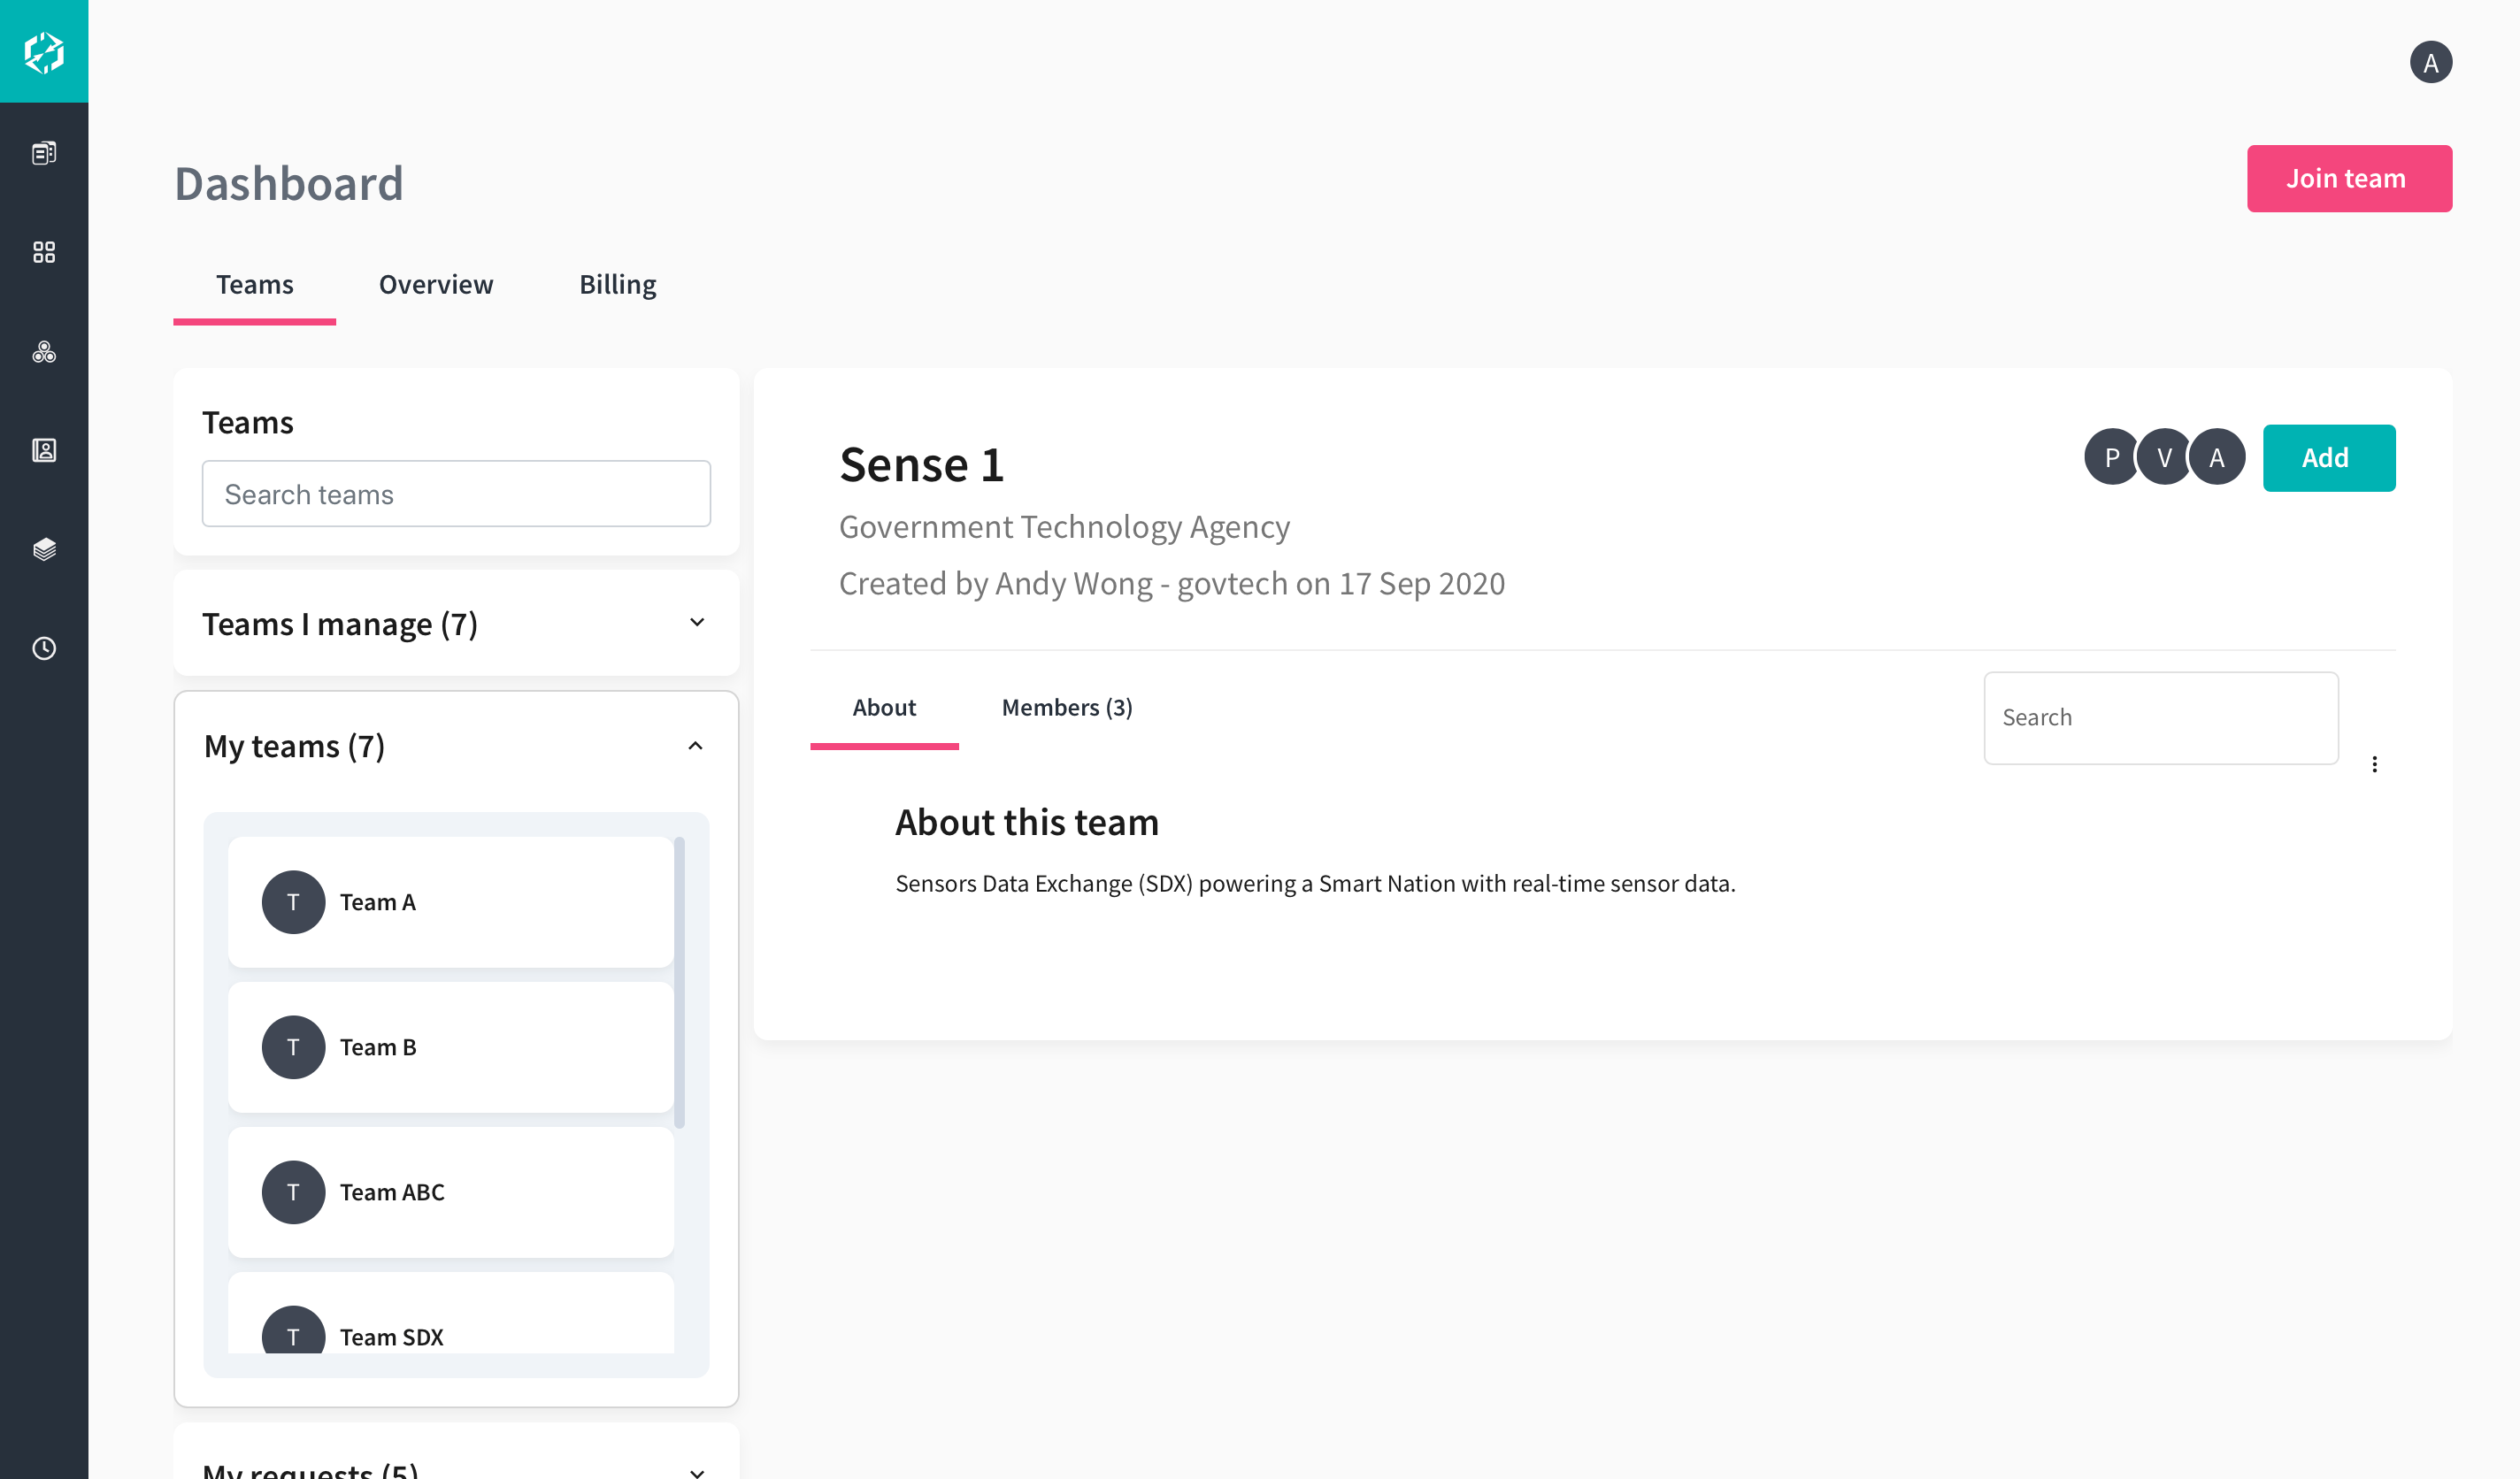 A
Dashboard
Join team
Teams
Overview
Billing
Teams
Search teams
Teams I manage (7)
My teams (7)
T
Team A
T
Team B
T
Team ABC
T
Team SDX
My requests (5)
Sense 1
P
V
A
Add
Government Technology Agency
Created by Andy Wong - govtech on 17 Sep 2020
About
Members (3)
Search
About this team
Sensors Data Exchange (SDX) powering a Smart Nation with real-time sensor data.